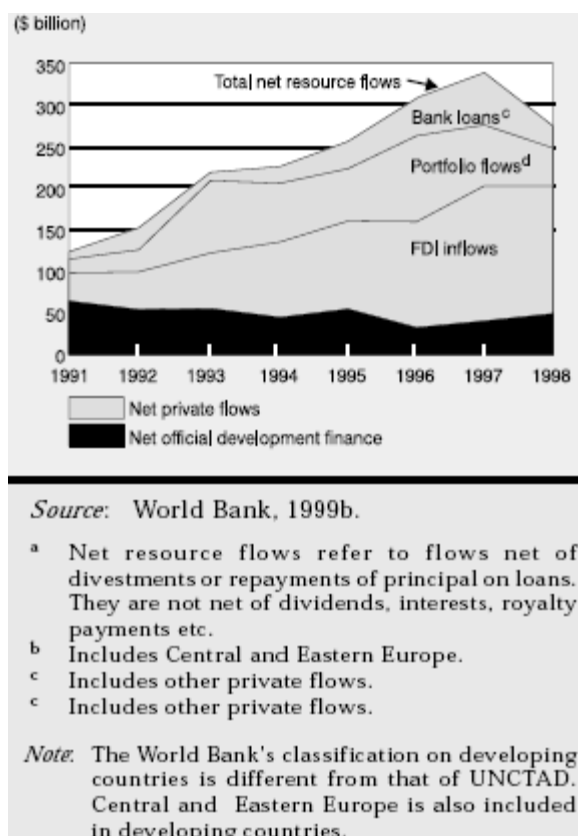 ($ billion)
350
Total net resource flows
300
Bank loansᶜ
250
Portfolio flowsᵈ
200
150
FDI inflows
100
50
0
1991 1992 1993 1994 1995 1996 1997 1998
Net private flows
Net official development finance
Source: World Bank, 1999b.
a Net resource flows refer to flows net of
divestments or repayments of principal on loans.
They are not net of dividends, interests, royalty
payments etc.
b Includes Central and Eastern Europe.
c Includes other private flows.
c Includes other private flows.
Note: The World Bank's classification on developing
countries is different from that of UNCTAD.
Central and Eastern Europe is also included
in developing countries.